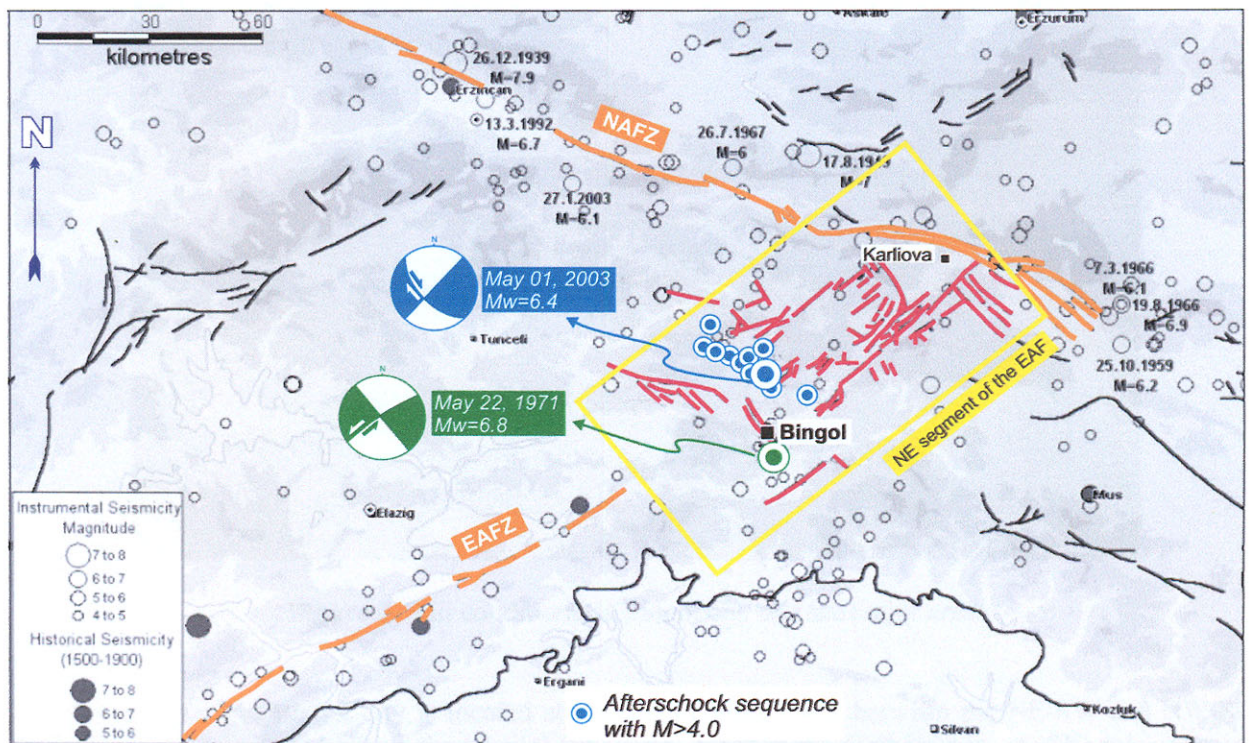 0 30 60
kilometres
Askale
Erzurum
26.12.1939
M=7.9
Erzincan
13.3.1992
M=6.7
NAFZ
26.7.1967
M=6
17.8.1949
M=7
27.1.2003
M=6.1
N
Karliova
N
May 01, 2003
Mw=6.4
7.3.1966
M=6.1
19.8.1966
M=6.9
Tunceli
25.10.1959
M=6.2
N
May 22, 1971
Mw=6.8
Bingol
NE segment of the EAF
Mus
Elazig
EAFZ
Instrumental Seismicity
Magnitude
7 to 8
6 to 7
5 to 6
4 to 5
Historical Seismicity
(1500-1900)
7 to 8
6 to 7
5 to 6
Ergani
Afterschock sequence
with M>4.0
Kozluk
Silvan